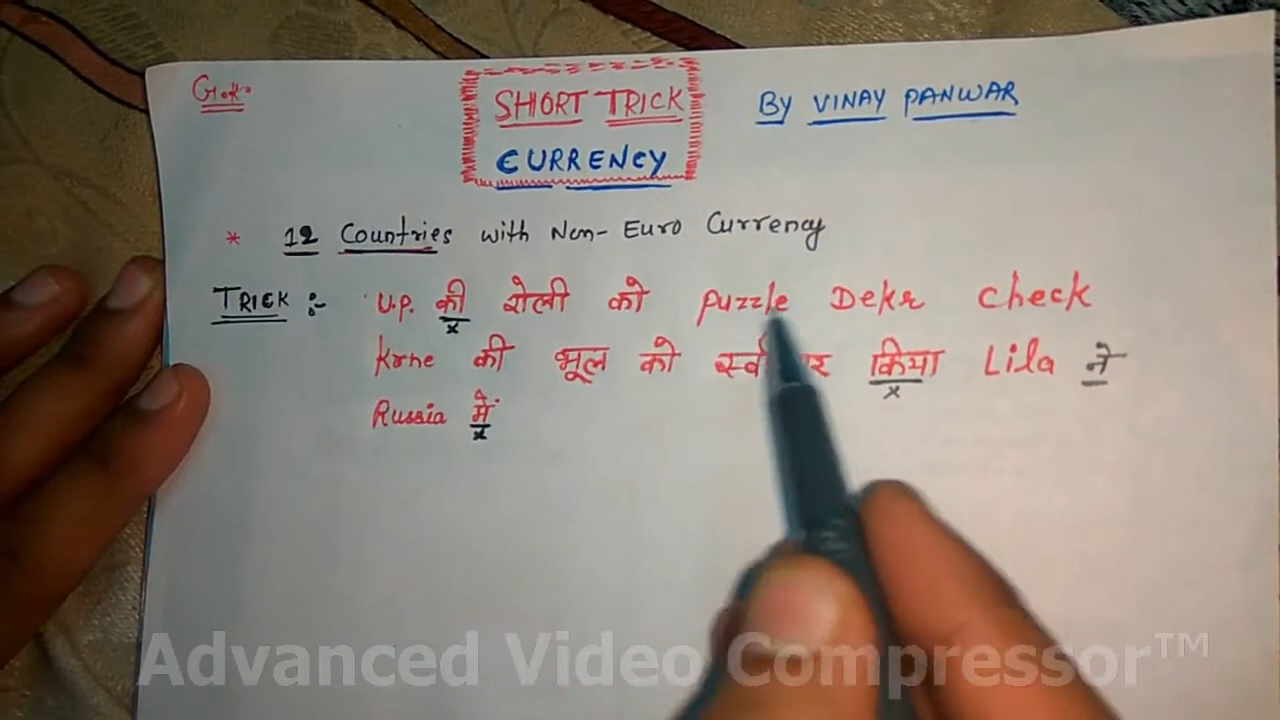 G.K.
SHORT TRICK
CURRENCY
BY VINAY PANWAR
* 12 Countries with Non-Euro Currency
TRICK :- U.P. की रोली को puzzle Dekr check
krne की भूल को किया Lila ने
x
x
Russia में
x
Advanced Video Compressor™